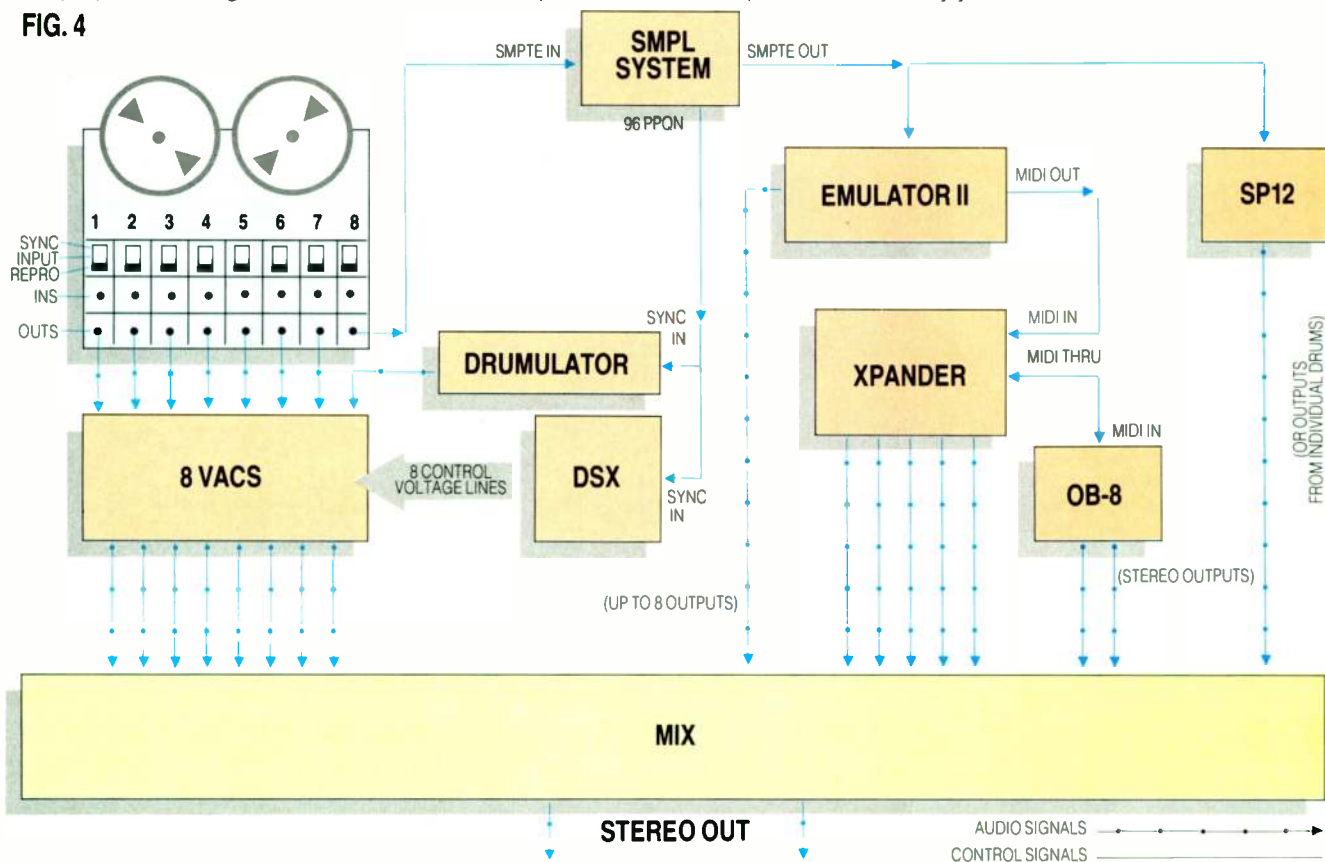 FIG. 4
SMPTE IN
SMPL
SYSTEM
SMPTE OUT
96 PPQN
EMULATOR II
MIDI OUT
SP12
1 2 3 4 5 6 7 8
SYNC
INPUT
REPRO
INS
OUTS
SYNC
IN
MIDI IN
MIDI THRU
DRUMULATOR
XPANDER
(OR OUTPUTS
FROM INDIVIDUAL DRUMS)
8 VACS
8 CONTROL
VOLTAGE LINES
DSX
SYNC
IN
MIDI IN
OB-8
(UP TO 8 OUTPUTS)
(STEREO OUTPUTS)
MIX
STEREO OUT
AUDIO SIGNALS
CONTROL SIGNALS